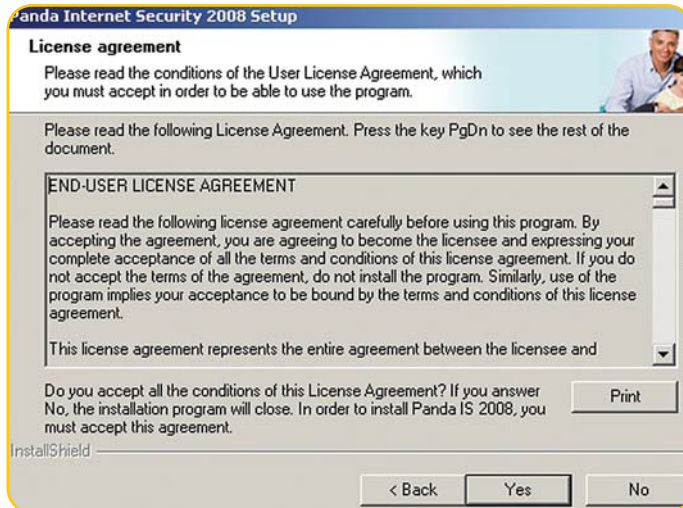 Panda Internet Security 2008 Setup
License agreement
Please read the conditions of the User License Agreement, which
you must accept in order to be able to use the program.
Please read the following License Agreement. Press the key PgDn to see the rest of the
document.
END-USER LICENSE AGREEMENT
Please read the following license agreement carefully before using this program. By
accepting the agreement, you are agreeing to become the licensee and expressing your
complete acceptance of all the terms and conditions of this license agreement. If you do
not accept the terms of the agreement, do not install the program. Similarly, use of the
program implies your acceptance to be bound by the terms and conditions of this license
agreement.
This license agreement represents the entire agreement between the licensee and
Do you accept all the conditions of this License Agreement? If you answer
No, the installation program will close. In order to install Panda IS 2008, you
must accept this agreement.
Print
InstallShield
< Back
Yes
No